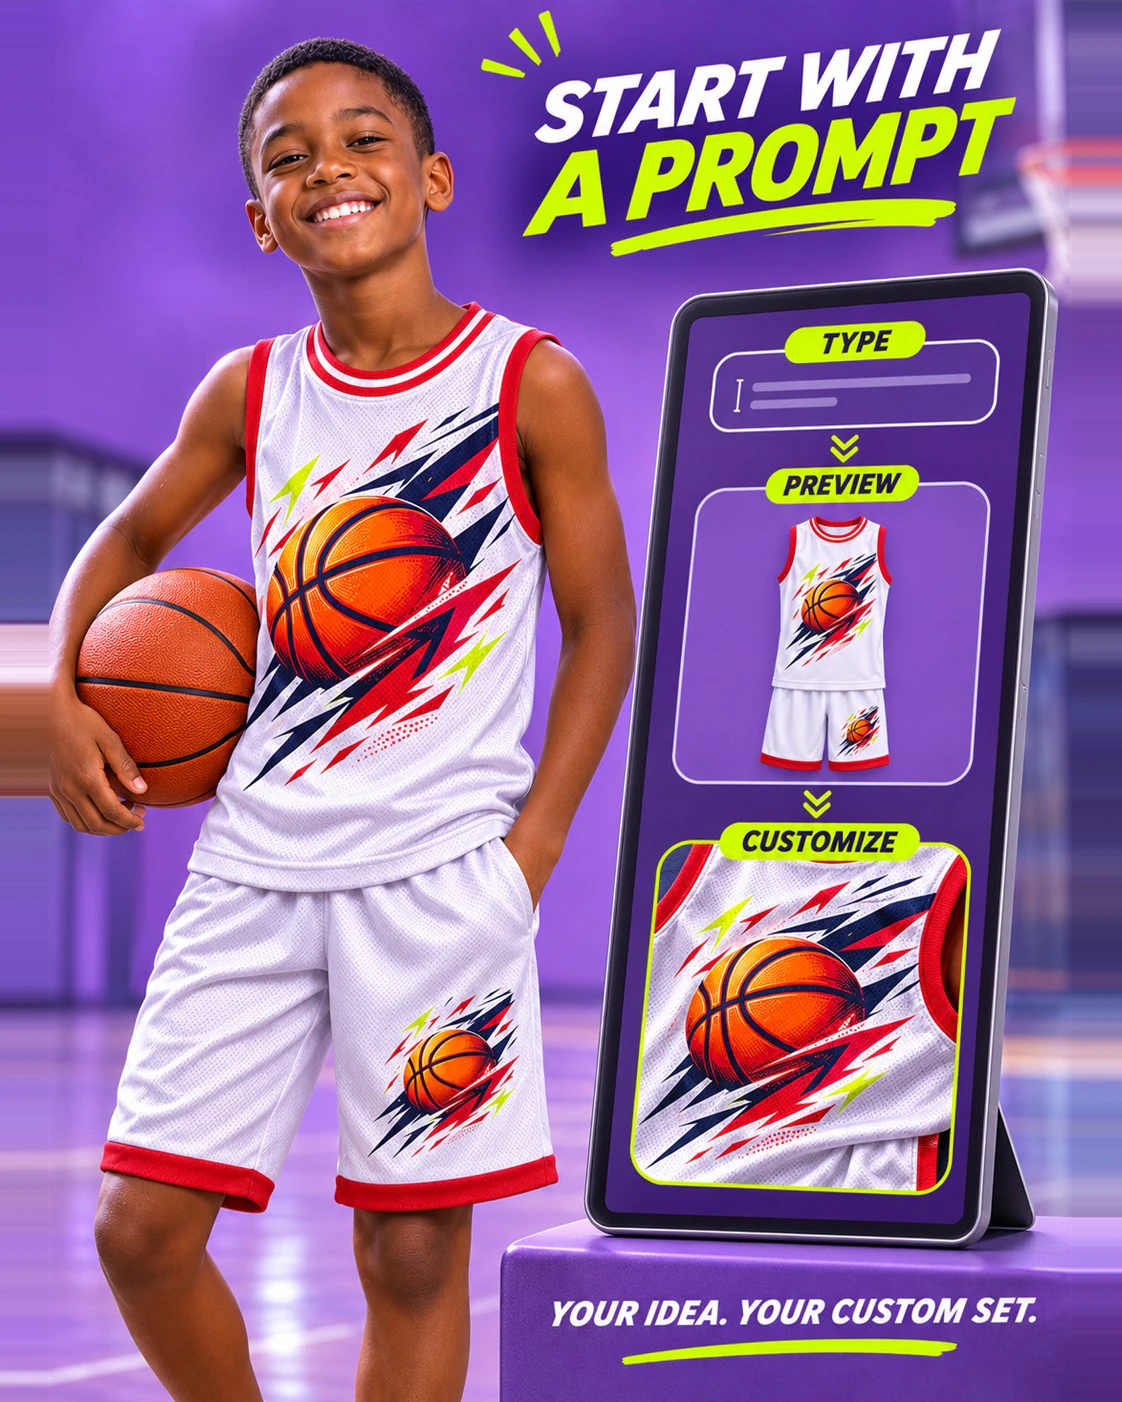 START WITH
A PROMPT
TYPE
PREVIEW
CUSTOMIZE
YOUR IDEA. YOUR CUSTOM SET.